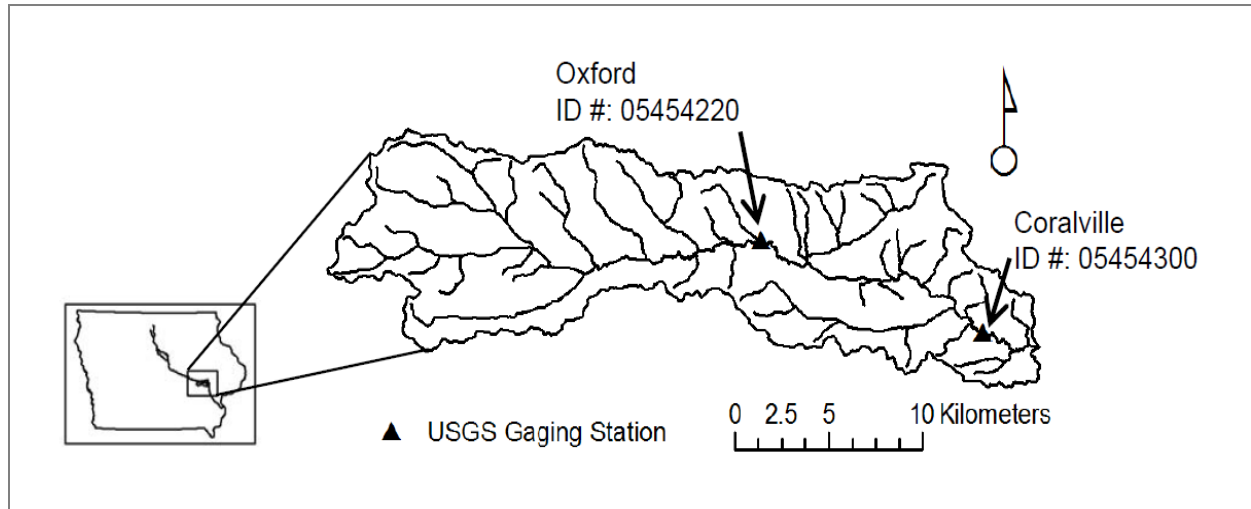 Oxford
ID #: 05454220
Coralville
ID #: 05454300
▲ USGS Gaging Station
0 2.5 5 10 Kilometers